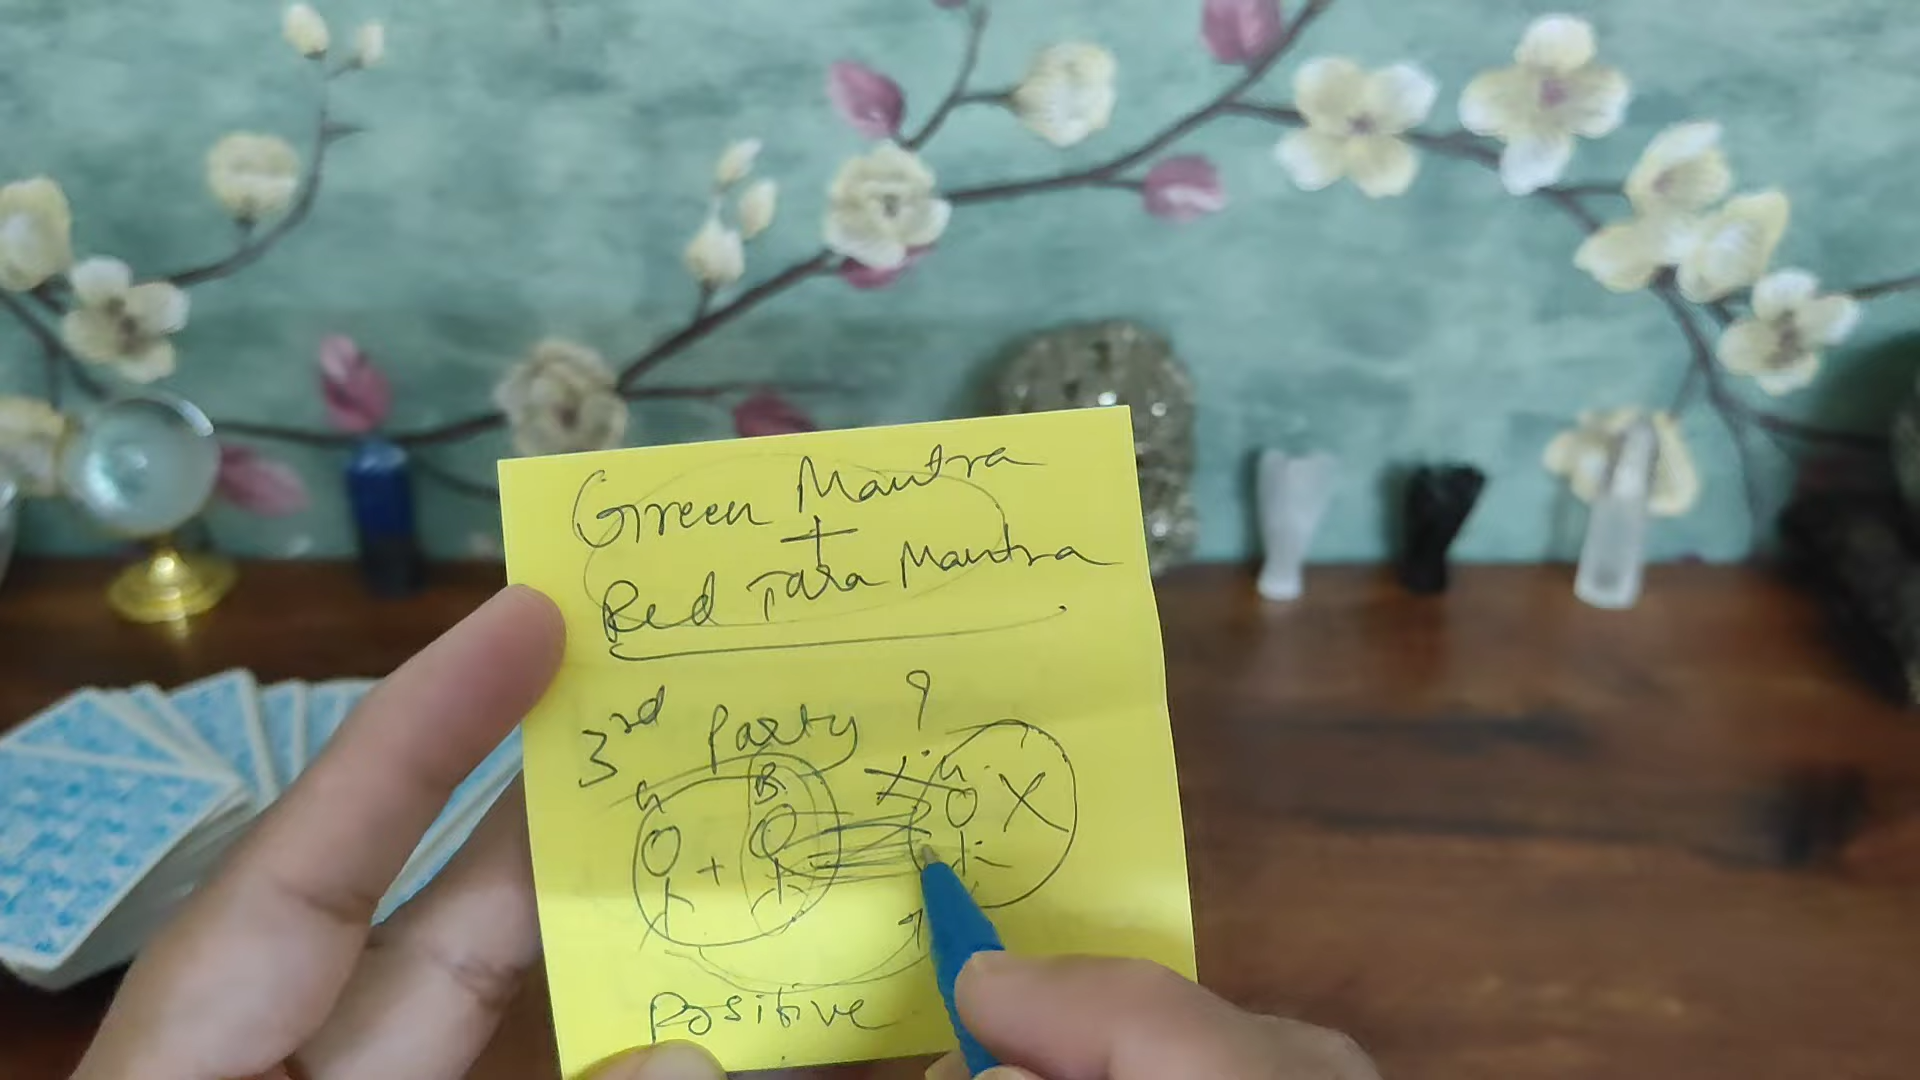 Green Mantra
+
Red Tara Mantra
3rd Party ?
G B X G X
+
Positive